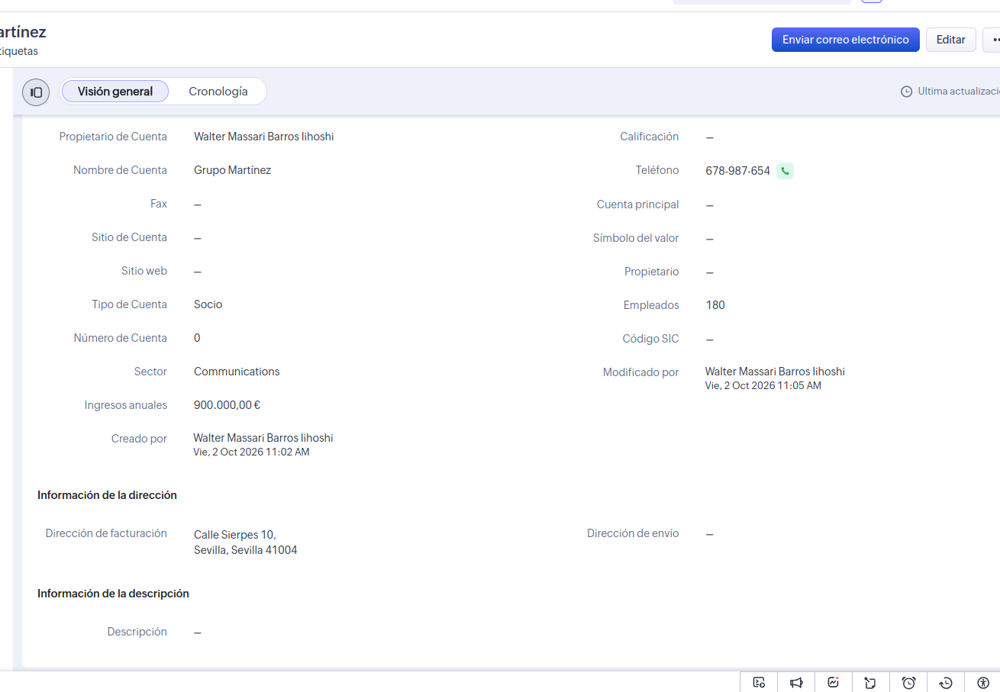 artínez
tiquetas
Enviar correo electrónico
Editar
Visión general
Cronología
Ultima actualizaci
Propietario de Cuenta Walter Massari Barros Iihoshi
Calificación –
Nombre de Cuenta Grupo Martínez
Teléfono 678-987-654
Fax –
Cuenta principal –
Sitio de Cuenta –
Símbolo del valor –
Sitio web –
Propietario –
Tipo de Cuenta Socio
Empleados 180
Número de Cuenta 0
Código SIC –
Sector Communications
Modificado por Walter Massari Barros Iihoshi
Vie, 2 Oct 2026 11:05 AM
Ingresos anuales 900.000,00 €
Creado por Walter Massari Barros Iihoshi
Vie, 2 Oct 2026 11:02 AM
Información de la dirección
Dirección de facturación Calle Sierpes 10,
Sevilla, Sevilla 41004
Dirección de envío –
Información de la descripción
Descripción –